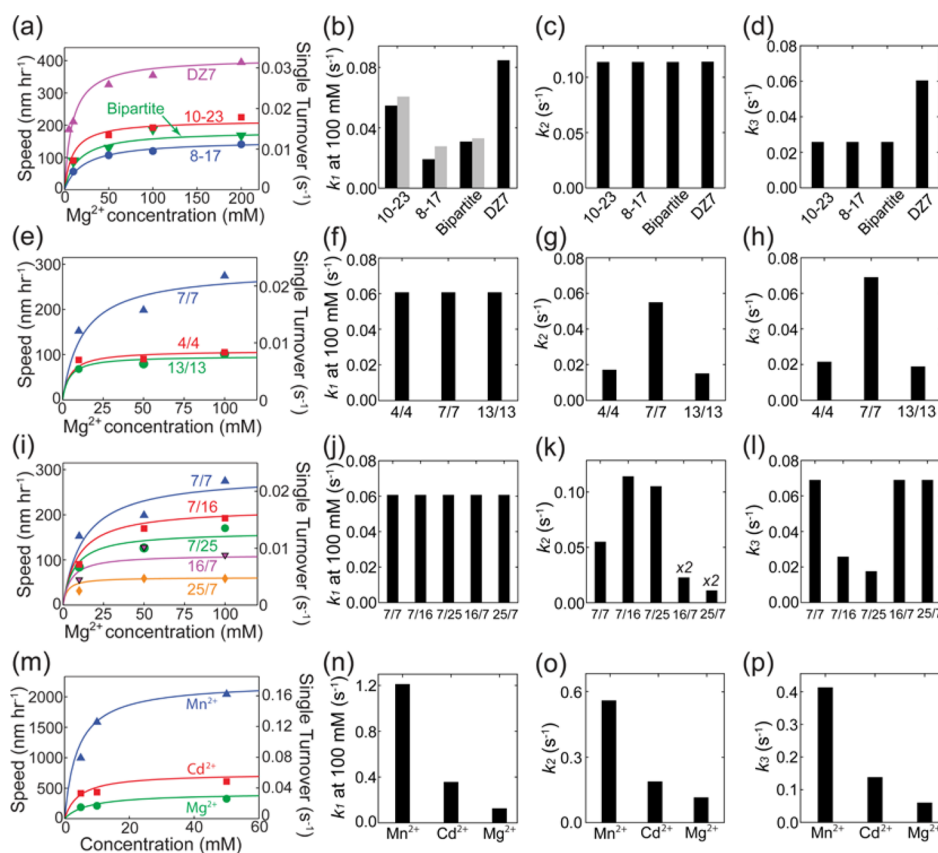 (a)
Speed (nm hr⁻¹)
400
300
200
100
0
DZ7
10-23
Bipartite
8-17
0.03
0.02
0.01
0
Single Turnover (s⁻¹)
0 50 100 150 200
Mg²⁺ concentration (mM)
(b)
k₁ at 100 mM (s⁻¹)
0.08
0.04
0.00
10-23 8-17 Bipartite DZ7
(c)
k₂ (s⁻¹)
0.10
0.05
0.00
10-23 8-17 Bipartite DZ7
(d)
k₃ (s⁻¹)
0.08
0.06
0.04
0.02
0.00
10-23 8-17 Bipartite DZ7
(e)
Speed (nm hr⁻¹)
300
200
100
0
7/7
4/4
13/13
0.02
0.01
0
Single Turnover (s⁻¹)
0 25 50 75 100
Mg²⁺ concentration (mM)
(f)
k₁ at 100 mM (s⁻¹)
0.08
0.06
0.04
0.02
0.00
4/4 7/7 13/13
(g)
k₂ (s⁻¹)
0.08
0.06
0.04
0.02
0.00
4/4 7/7 13/13
(h)
k₃ (s⁻¹)
0.08
0.06
0.04
0.02
0.00
4/4 7/7 13/13
(i)
Speed (nm hr⁻¹)
300
200
100
0
7/7
7/16
7/25
16/7
25/7
0.02
0.01
0
Single Turnover (s⁻¹)
0 25 50 75 100
Mg²⁺ concentration (mM)
(j)
k₁ at 100 mM (s⁻¹)
0.08
0.06
0.04
0.02
0.00
7/7 7/16 7/25 16/7 25/7
(k)
k₂ (s⁻¹)
0.10
0.05
0.00
x2 x2
7/7 7/16 7/25 16/7 25/7
(l)
k₃ (s⁻¹)
0.08
0.06
0.04
0.02
0.00
7/7 7/16 7/25 16/7 25/7
(m)
Speed (nm hr⁻¹)
2000
1500
1000
500
0
Mn²⁺
Cd²⁺
Mg²⁺
0.16
0.12
0.08
0.04
0.00
Single Turnover (s⁻¹)
0 20 40 60
Concentration (mM)
(n)
k₁ at 100 mM (s⁻¹)
1.2
0.8
0.4
0.0
Mn²⁺ Cd²⁺ Mg²⁺
(o)
k₂ (s⁻¹)
0.6
0.3
0.0
Mn²⁺ Cd²⁺ Mg²⁺
(p)
k₃ (s⁻¹)
0.4
0.3
0.2
0.1
0.0
Mn²⁺ Cd²⁺ Mg²⁺